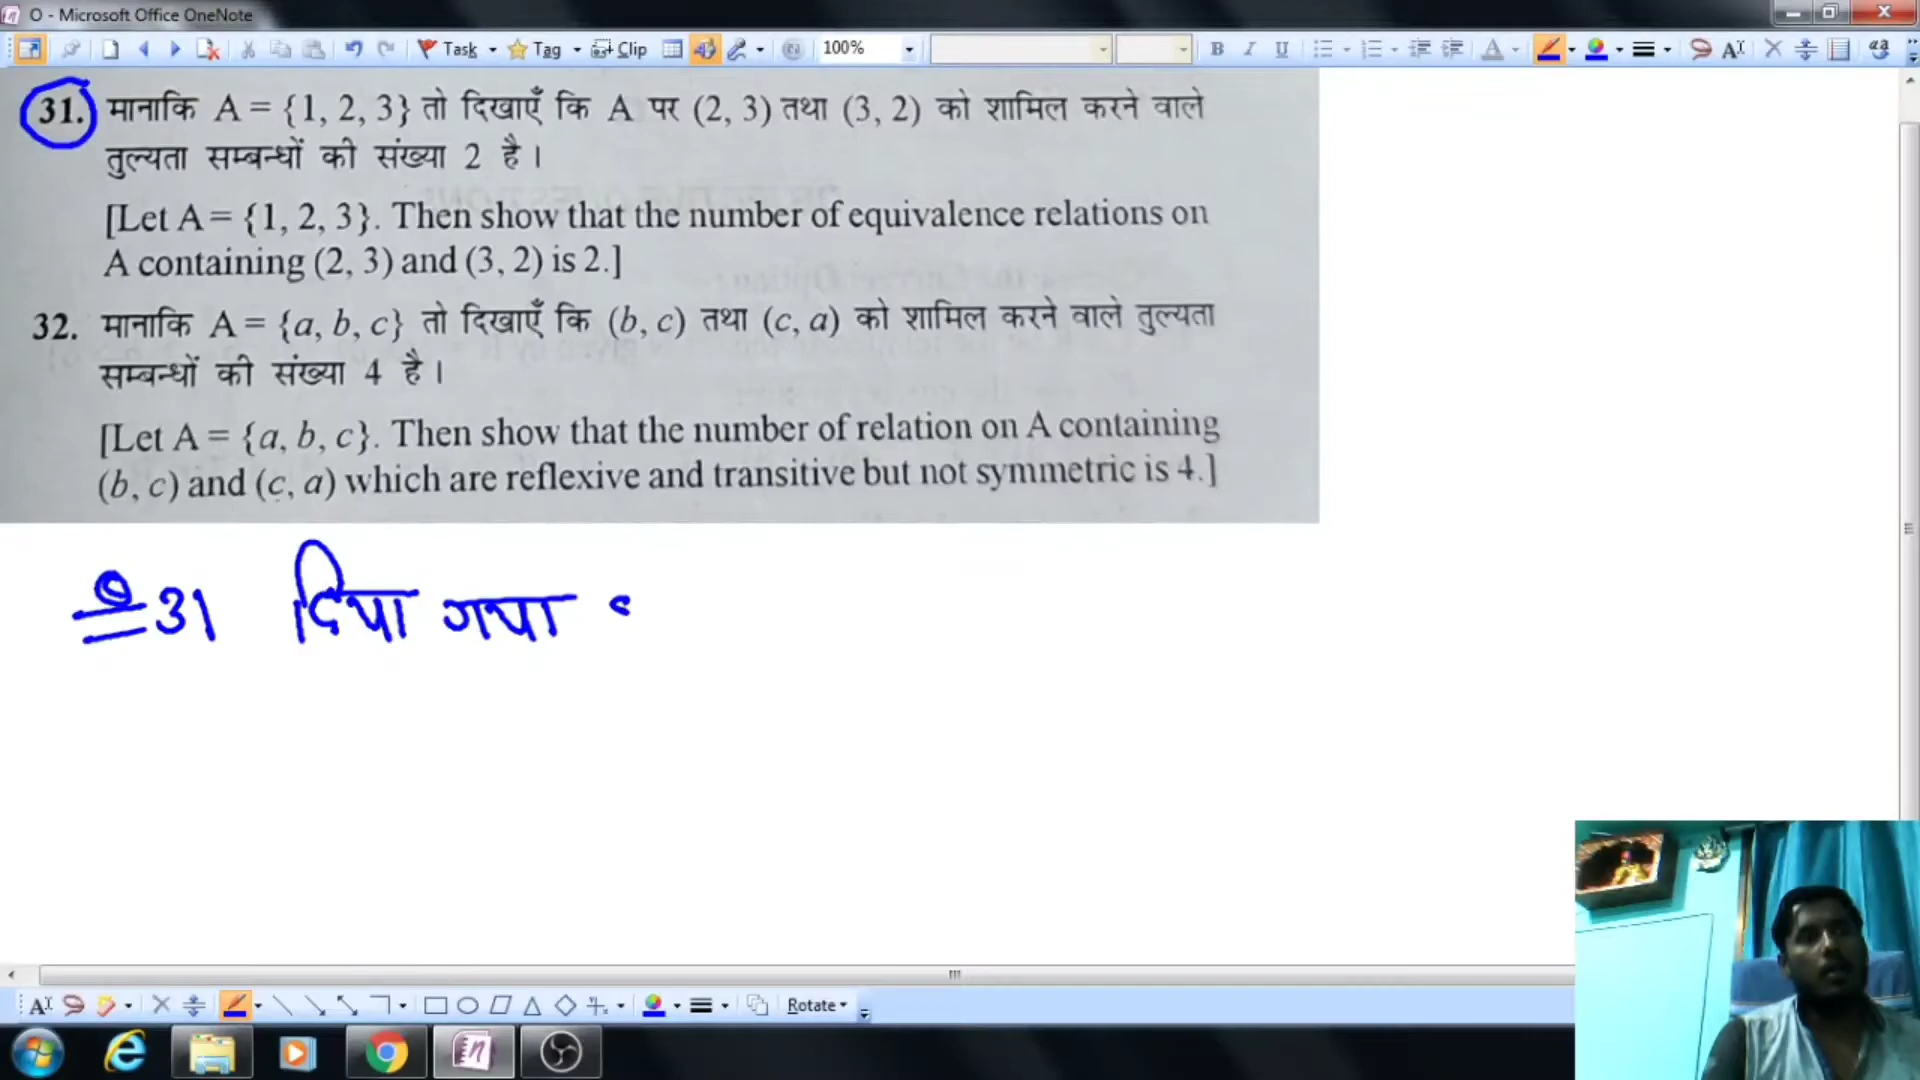 O - Microsoft Office OneNote
Task Tag Clip 100% B I U
31. मानाकि A = {1, 2, 3} तो दिखाएँ कि A पर (2, 3) तथा (3, 2) को शामिल करने वाले
तुल्यता सम्बन्धों की संख्या 2 है।
[Let A = {1, 2, 3}. Then show that the number of equivalence relations on
A containing (2, 3) and (3, 2) is 2.]
32. मानाकि A = {a, b, c} तो दिखाएँ कि (b, c) तथा (c, a) को शामिल करने वाले तुल्यता
सम्बन्धों की संख्या 4 है।
[Let A = {a, b, c}. Then show that the number of relation on A containing
(b, c) and (c, a) which are reflexive and transitive but not symmetric is 4.]
31 दिया गया
Rotate